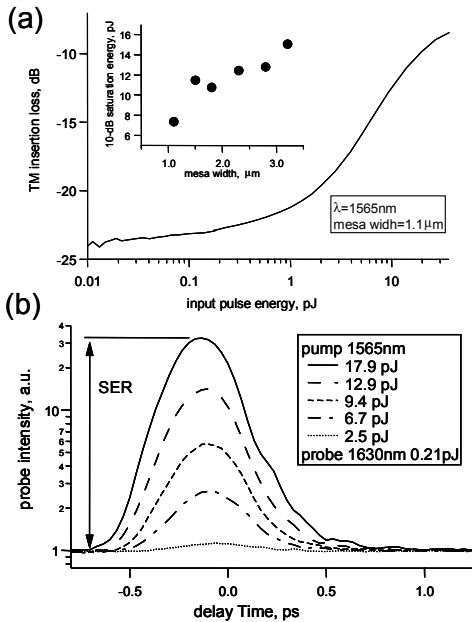 (a)
TM insertion loss, dB
-10
-15
-20
-25
10-dB saturation energy, pJ
16
14
12
10
8
6
1.0 2.0 3.0
mesa width, μm
λ=1565nm
mesa widh=1.1μm
0.01 0.1 1 10
input pulse energy, pJ
(b)
probe intensity, a.u.
4
3
2
10
8
7
6
5
4
3
2
1
SER
pump 1565nm
17.9 pJ
12.9 pJ
9.4 pJ
6.7 pJ
2.5 pJ
probe 1630nm 0.21pJ
-0.5 0.0 0.5 1.0
delay Time, ps